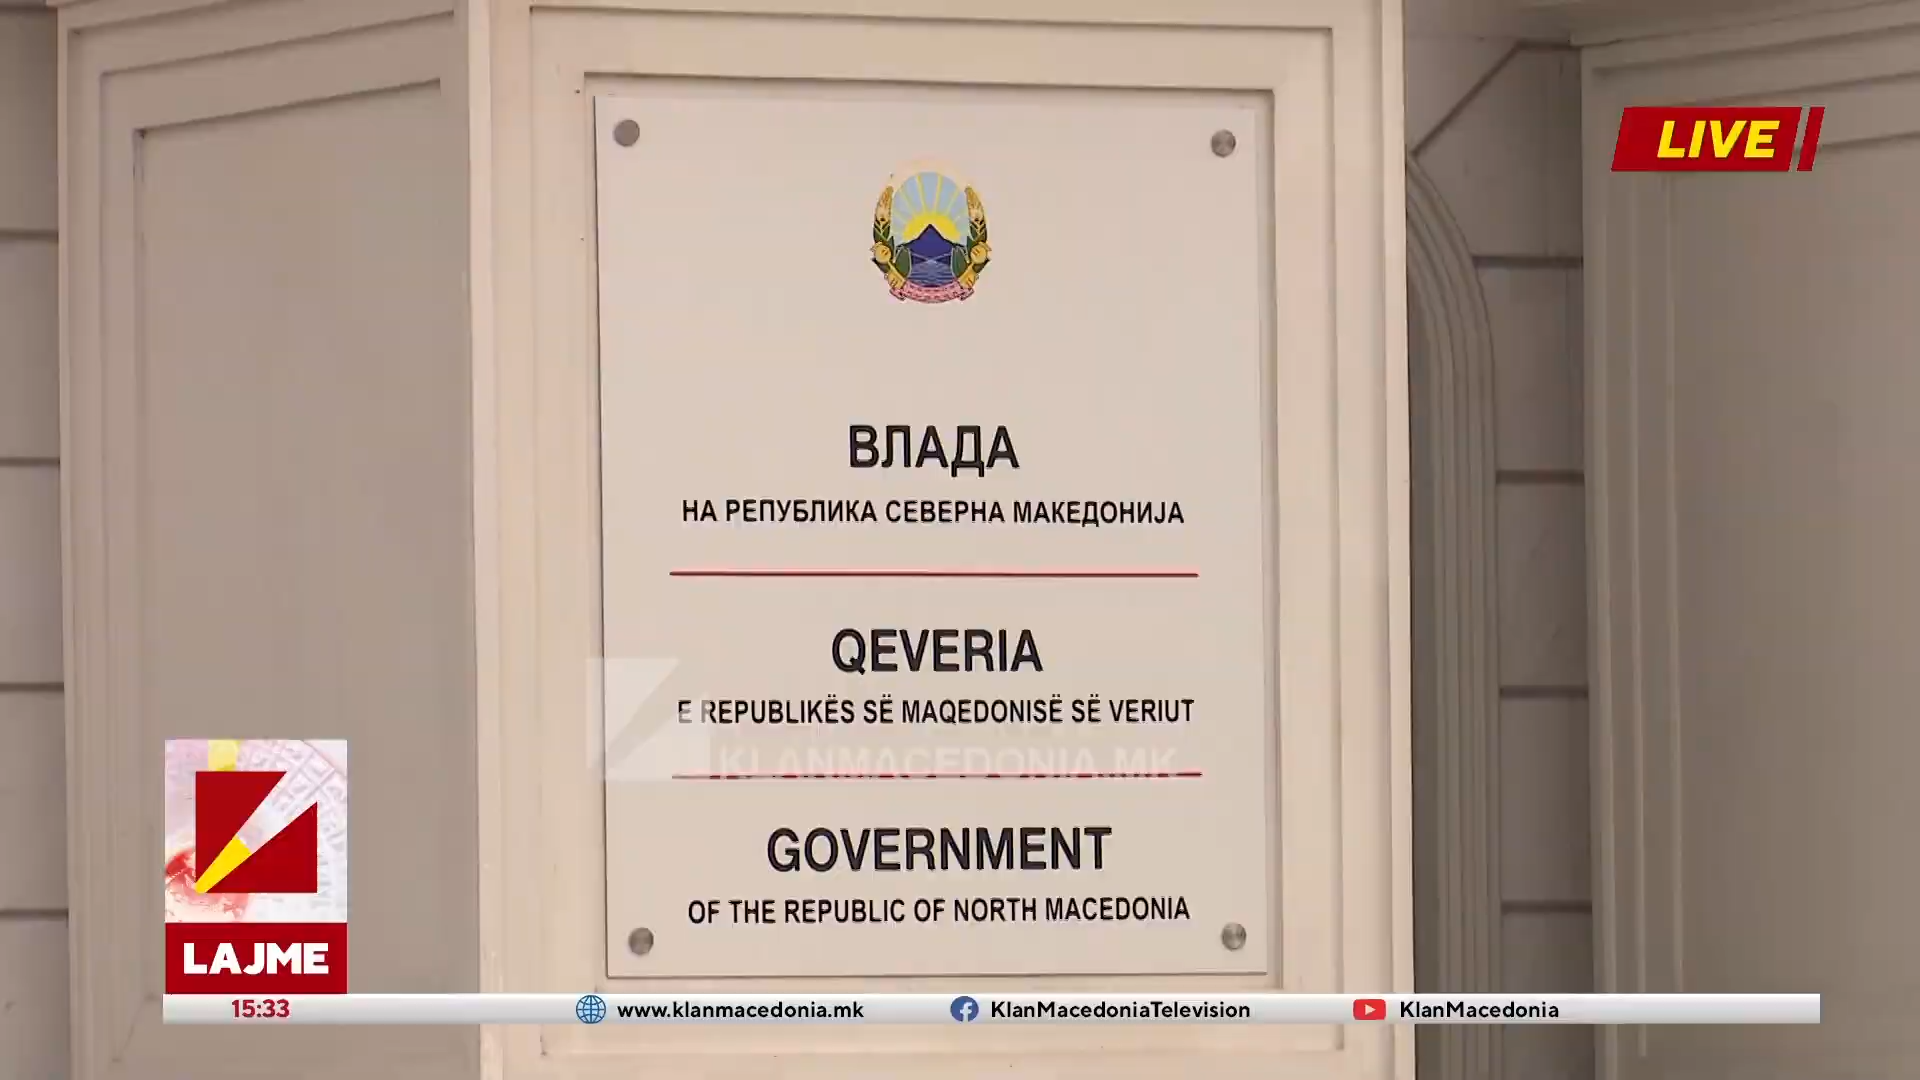 LIVE
ВЛАДА
НА РЕПУБЛИКА СЕВЕРНА МАКЕДОНИЈА
QEVERIA
E REPUBLIKËS SË MAQEDONISË SË VERIUT
KLANMACEDONIA.MK
GOVERNMENT
OF THE REPUBLIC OF NORTH MACEDONIA
LAJME
15:33
www.klanmacedonia.mk
KlanMacedoniaTelevision
KlanMacedonia